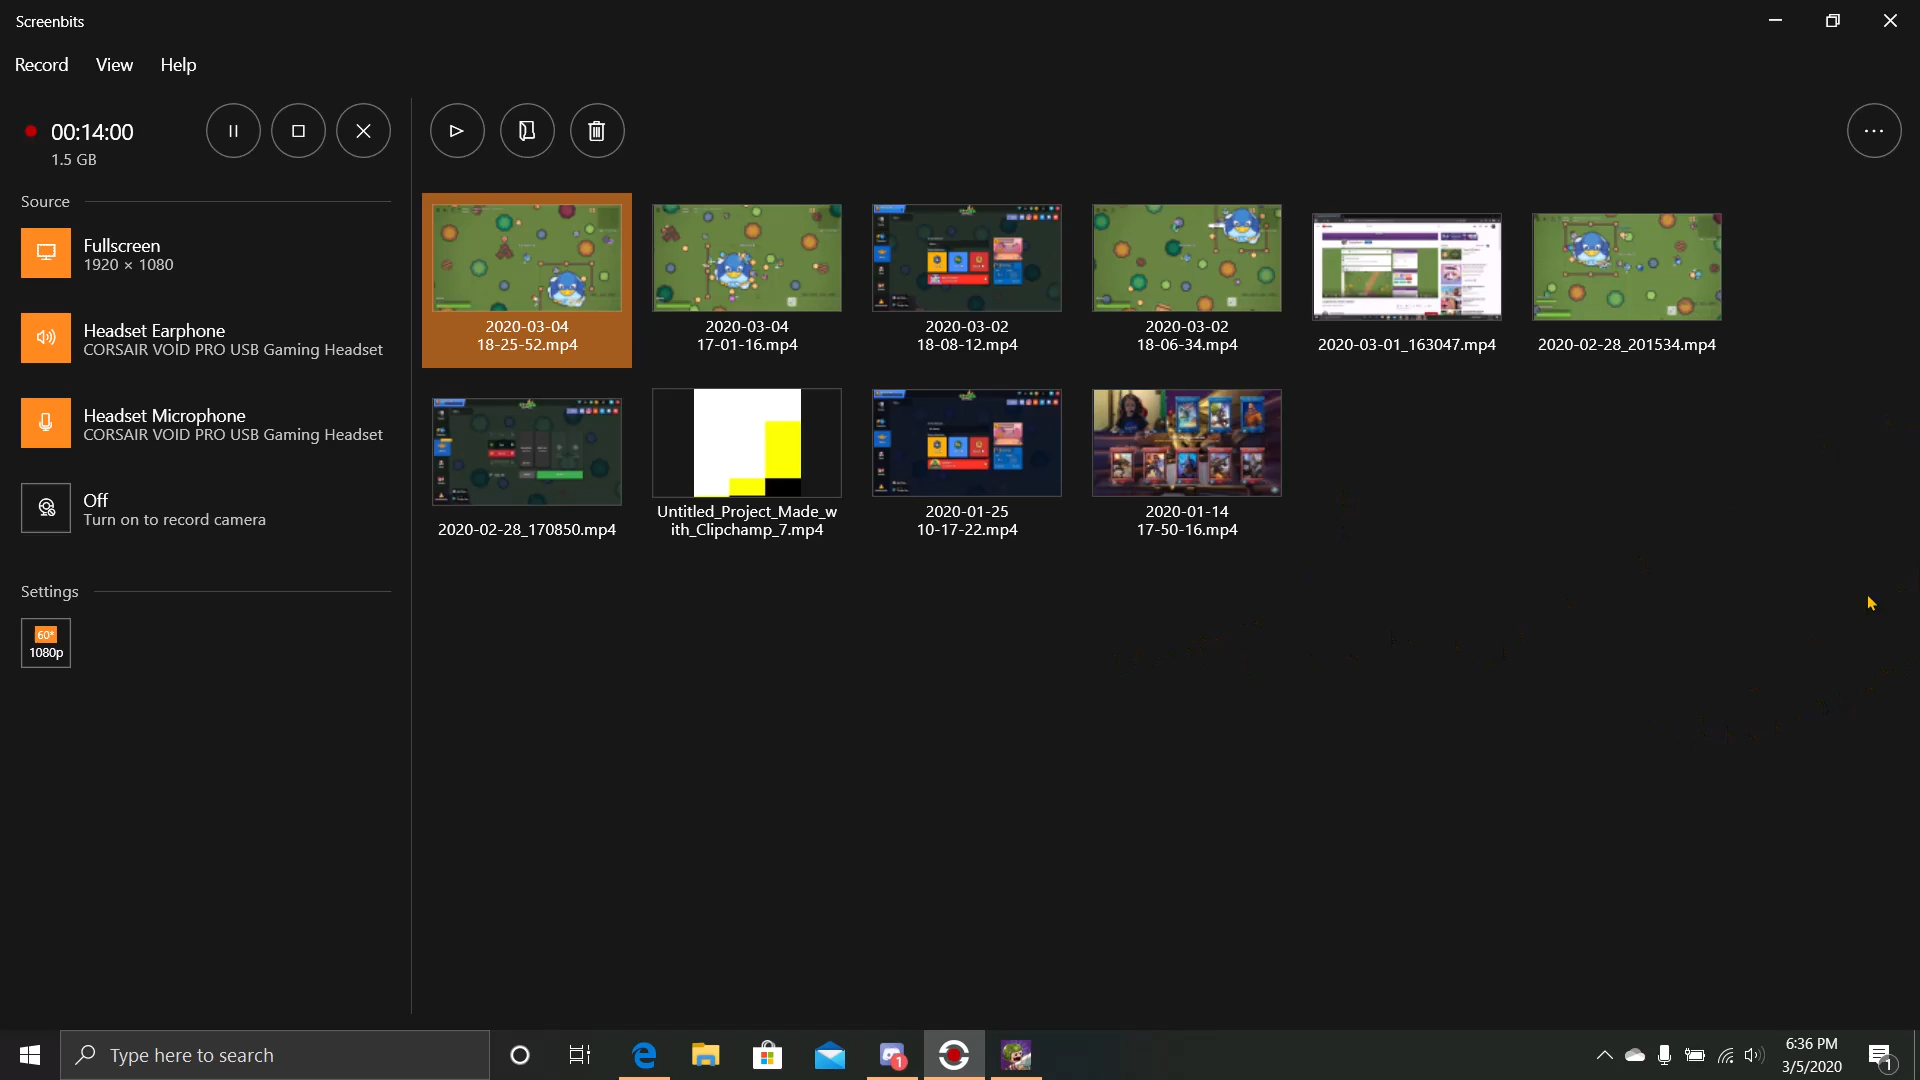 Screenbits
Record View Help
00:14:00
1.5 GB
Source
Fullscreen
1920 × 1080
Headset Earphone
CORSAIR VOID PRO USB Gaming Headset
Headset Microphone
CORSAIR VOID PRO USB Gaming Headset
Off
Turn on to record camera
Settings
60*
1080p
2020-03-04
18-25-52.mp4
2020-03-04
17-01-16.mp4
2020-03-02
18-08-12.mp4
2020-03-02
18-06-34.mp4
2020-03-01_163047.mp4
2020-02-28_201534.mp4
2020-02-28_170850.mp4
Untitled_Project_Made_w
ith_Clipchamp_7.mp4
2020-01-25
10-17-22.mp4
2020-01-14
17-50-16.mp4
Type here to search
1
6:36 PM
3/5/2020
1